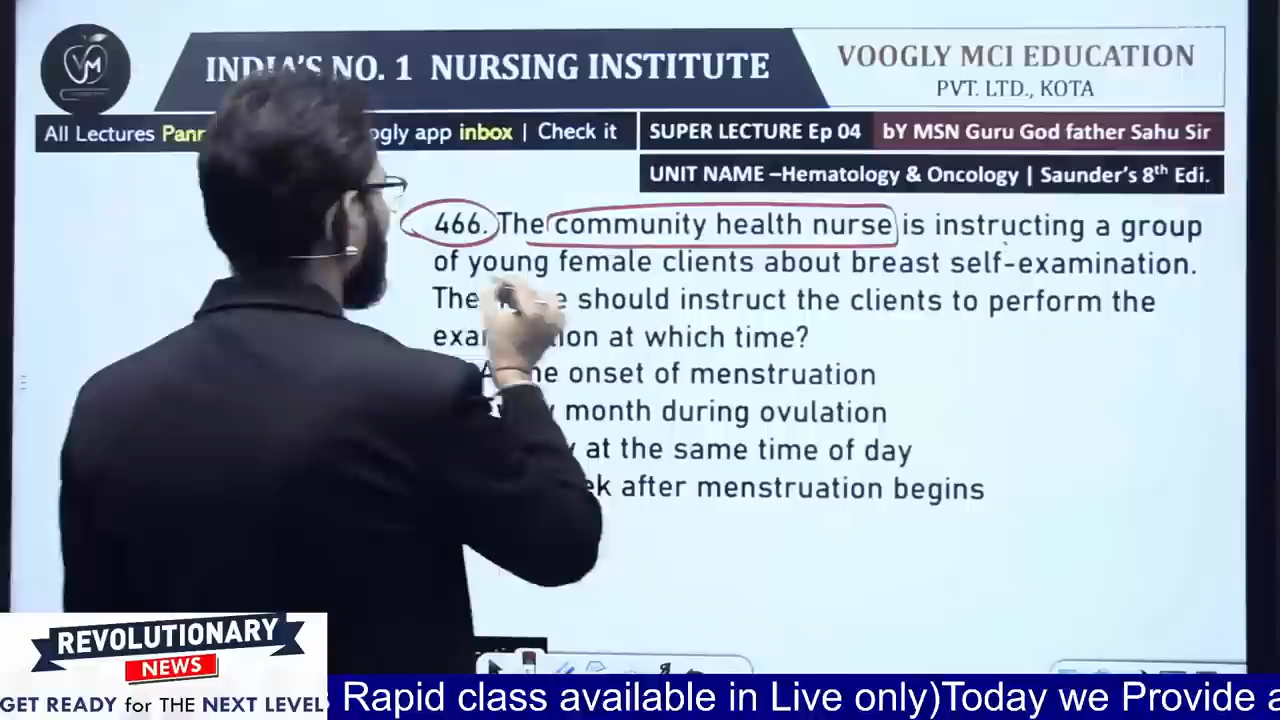 VM
INDIA'S NO. 1 NURSING INSTITUTE
VOOGLY MCI EDUCATION
PVT. LTD., KOTA
All Lectures
app inbox | Check it
SUPER LECTURE Ep 04
bY MSN Guru God father Sahu Sir
UNIT NAME –Hematology & Oncology | Saunder's 8th Edi.
466. The community health nurse is instructing a group
of young female clients about breast self-examination.
The should instruct the clients to perform the
at which time?
onset of menstruation
month during ovulation
at the same time of day
after menstruation begins
REVOLUTIONARY
NEWS
GET READY for THE NEXT LEVEL
Rapid class available in Live only)Today we Provide